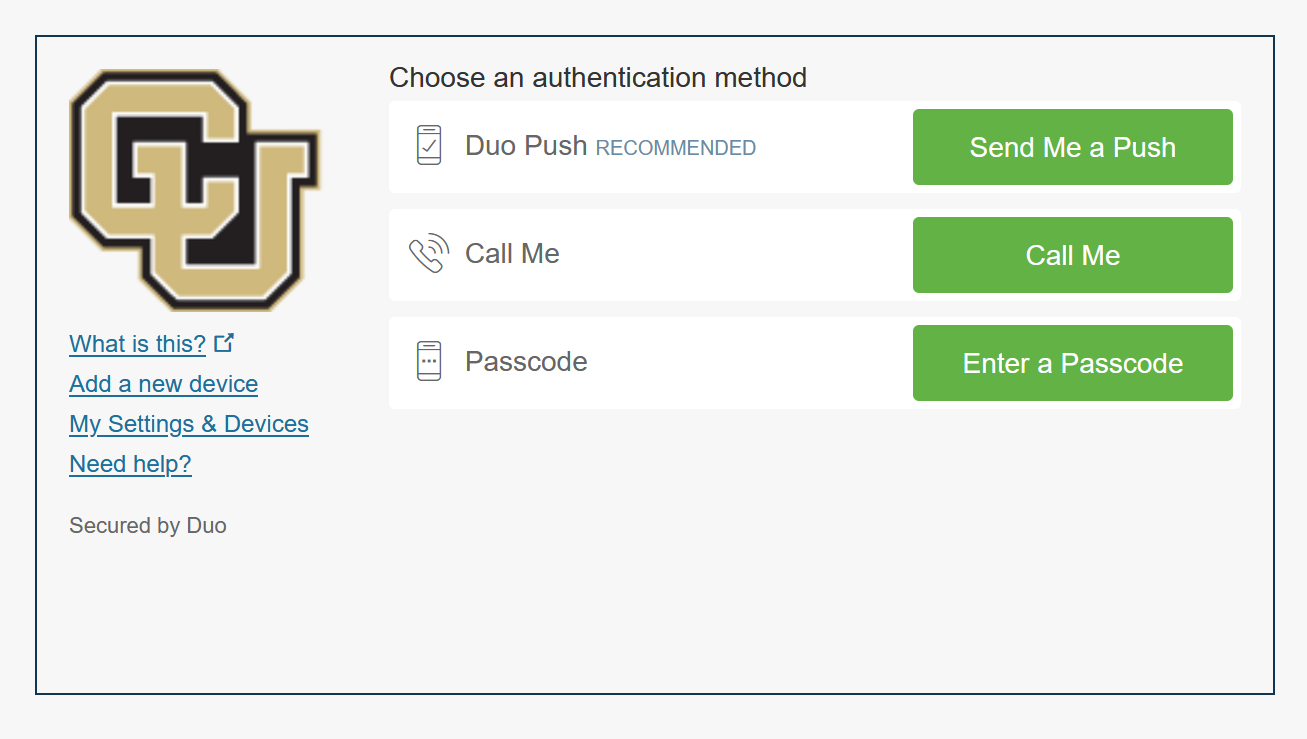 CU
What is this?
Add a new device
My Settings & Devices
Need help?
Secured by Duo
Choose an authentication method
Duo Push RECOMMENDED Send Me a Push
Call Me Call Me
Passcode Enter a Passcode